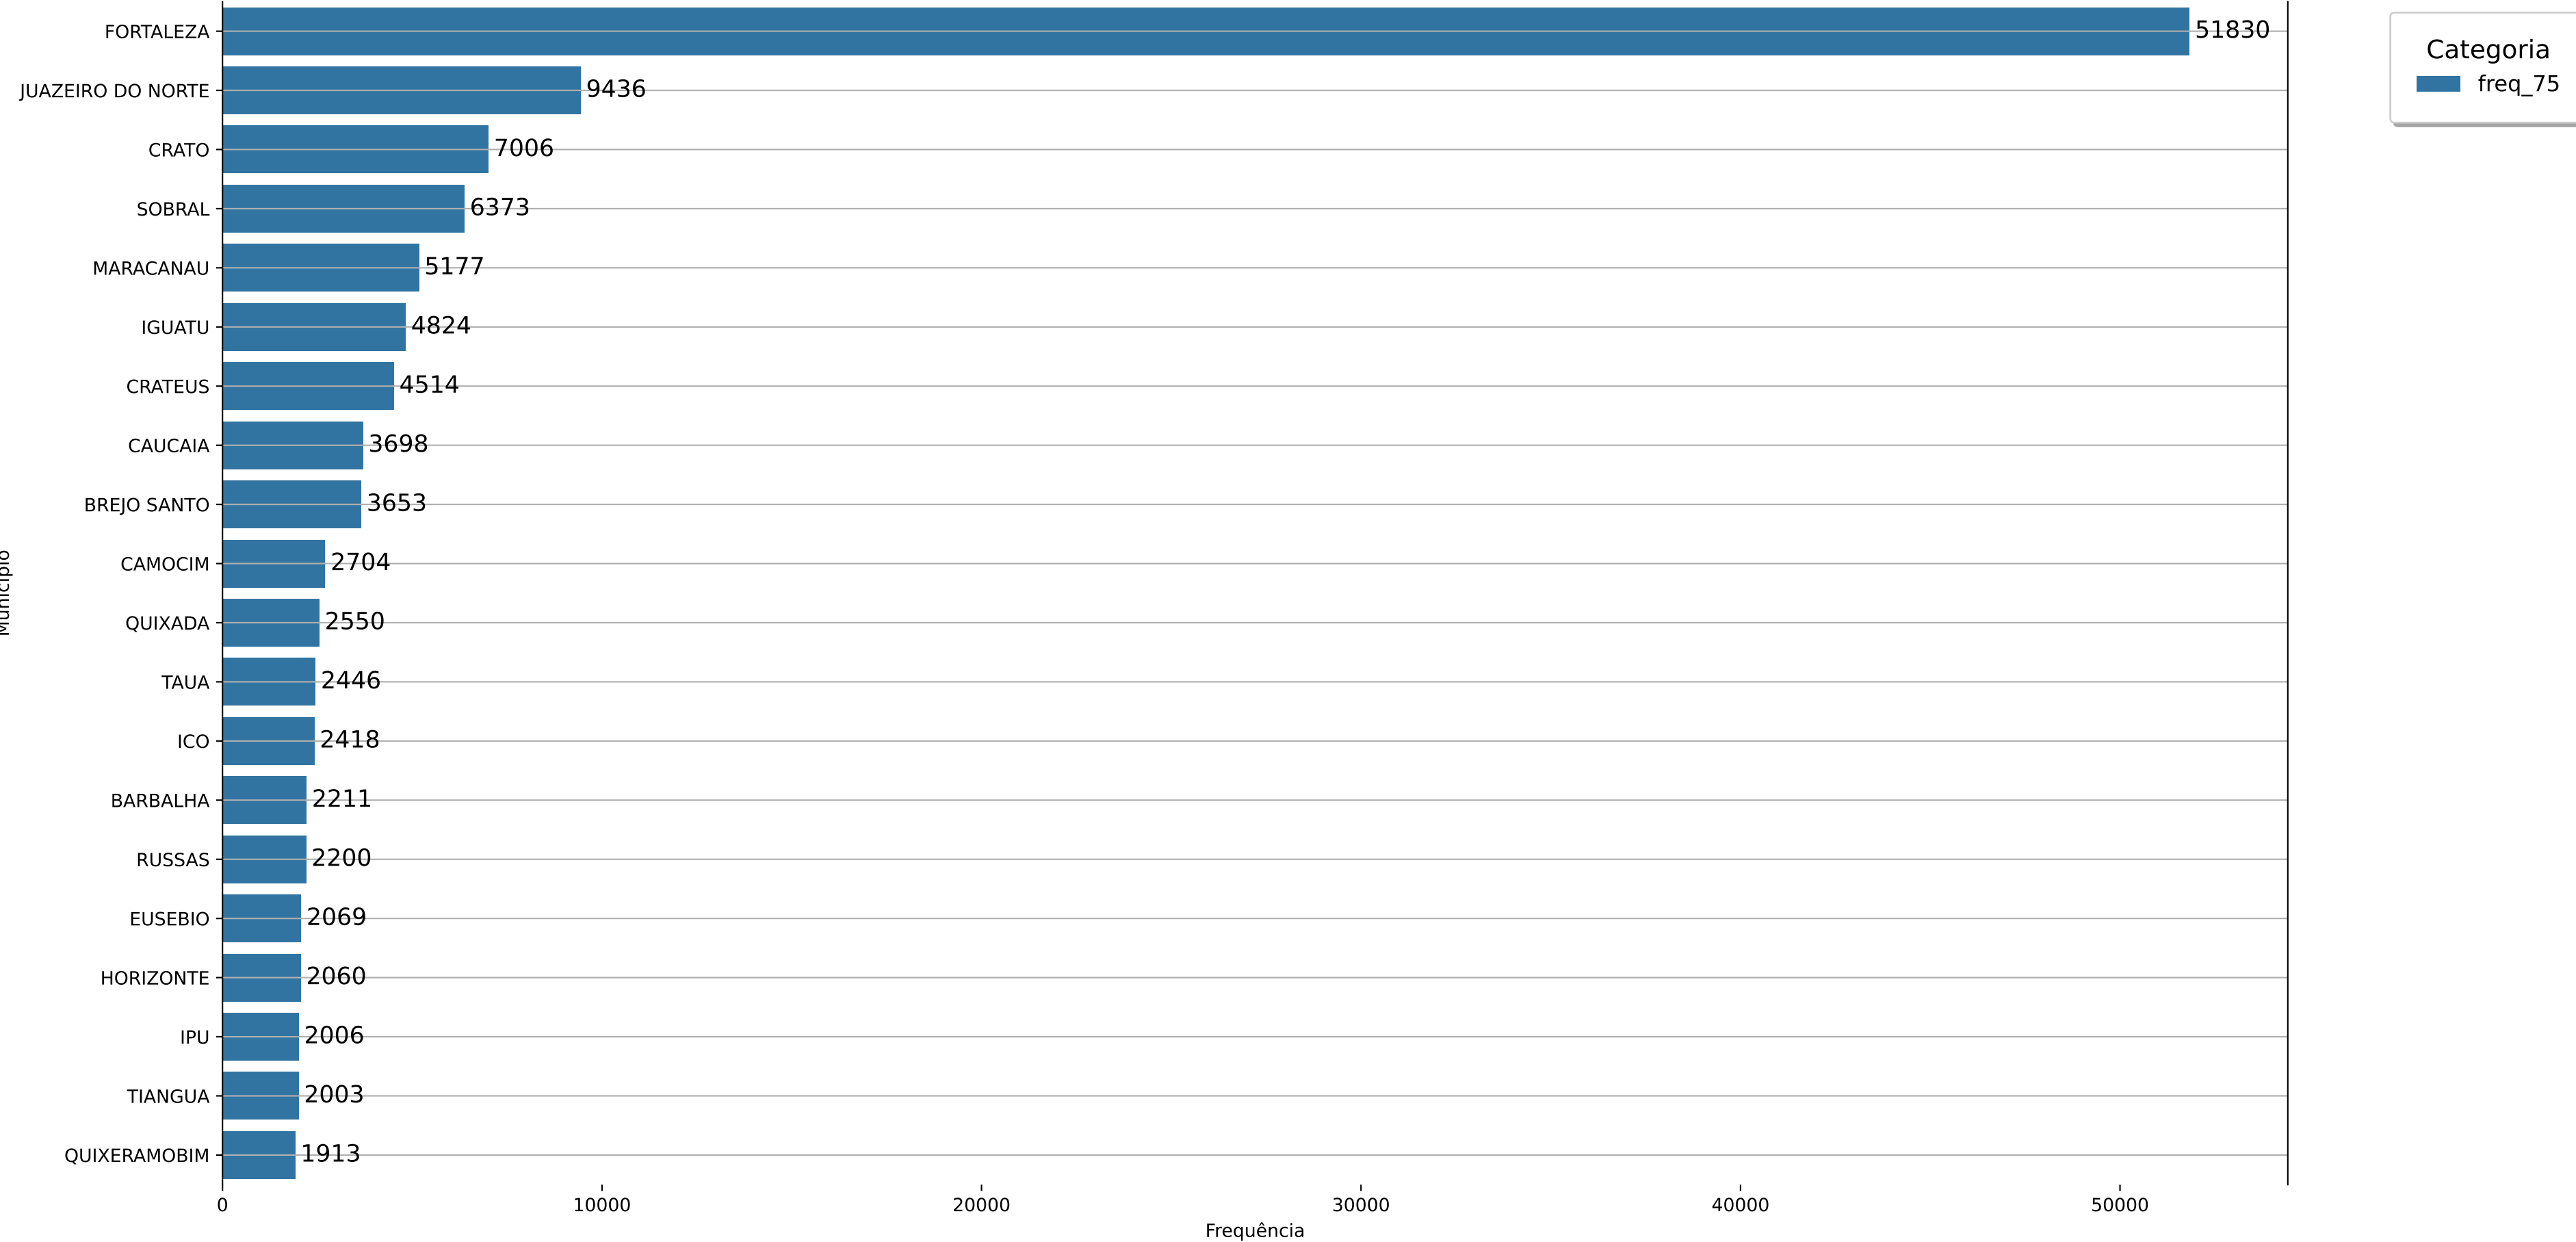 FORTALEZA 51830
JUAZEIRO DO NORTE 9436
CRATO 7006
SOBRAL 6373
MARACANAU 5177
IGUATU 4824
CRATEUS 4514
CAUCAIA 3698
BREJO SANTO 3653
CAMOCIM 2704
QUIXADA 2550
TAUA 2446
ICO 2418
BARBALHA 2211
RUSSAS 2200
EUSEBIO 2069
HORIZONTE 2060
IPU 2006
TIANGUA 2003
QUIXERAMOBIM 1913
0 10000 20000 30000 40000 50000
Frequência
Município
Categoria
freq_75